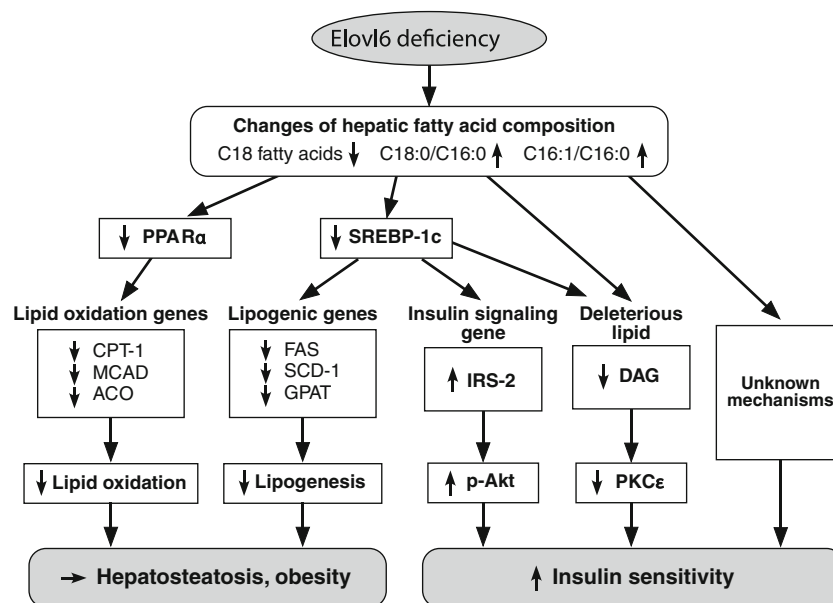 Elovl6 deficiency
Changes of hepatic fatty acid composition
C18 fatty acids ↓ C18:0/C16:0 ↑ C16:1/C16:0 ↑
↓ PPARα
↓ SREBP-1c
Lipid oxidation genes
↓ CPT-1
↓ MCAD
↓ ACO
Lipogenic genes
↓ FAS
↓ SCD-1
↓ GPAT
Insulin signaling
gene
↑ IRS-2
Deleterious
lipid
↓ DAG
Unknown
mechanisms
↓ Lipid oxidation
↓ Lipogenesis
↑ p-Akt
↓ PKCε
→ Hepatosteatosis, obesity
↑ Insulin sensitivity